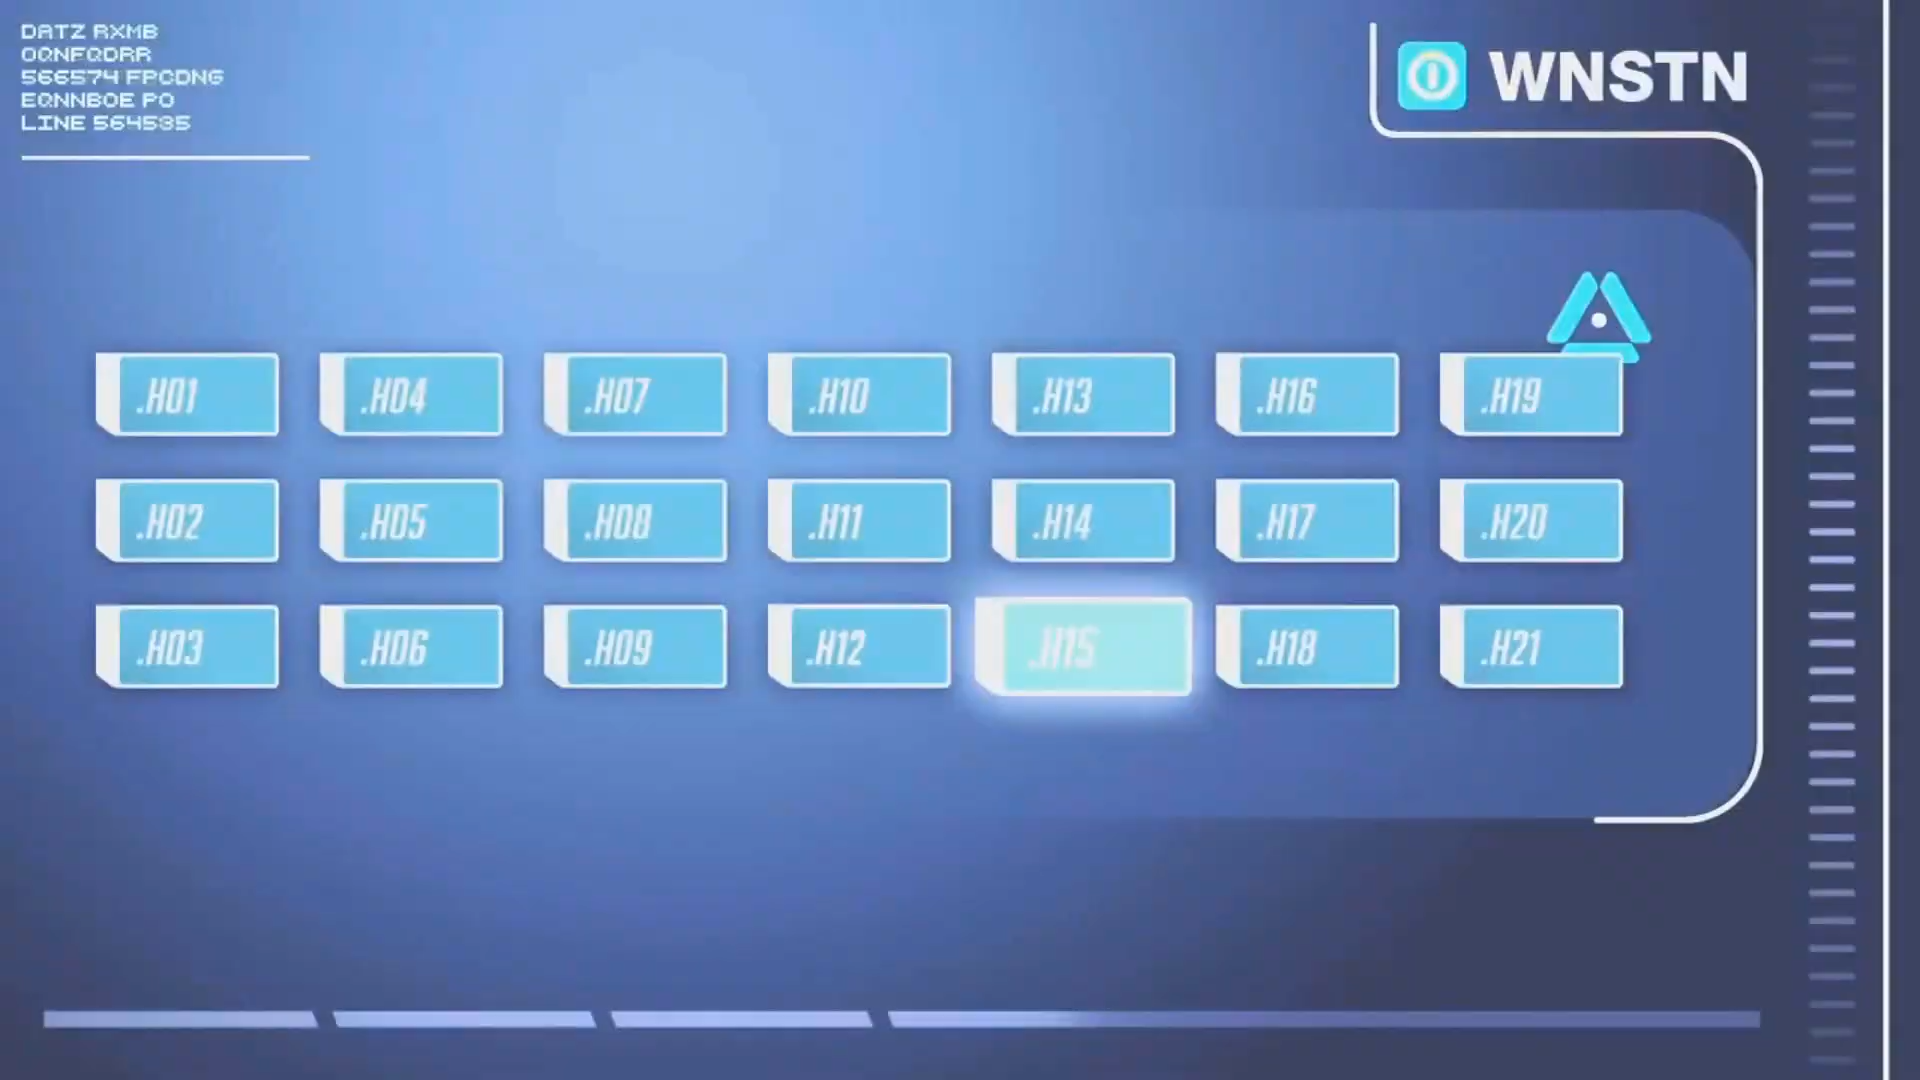 DATZ RXMB
OQNFQDRR
566574 FPCDNG
EQNNBOE PO
LINE 564535
WNSTN
.H01 .H04 .H07 .H10 .H13 .H16 .H19
.H02 .H05 .H08 .H11 .H14 .H17 .H20
.H03 .H06 .H09 .H12 .H15 .H18 .H21